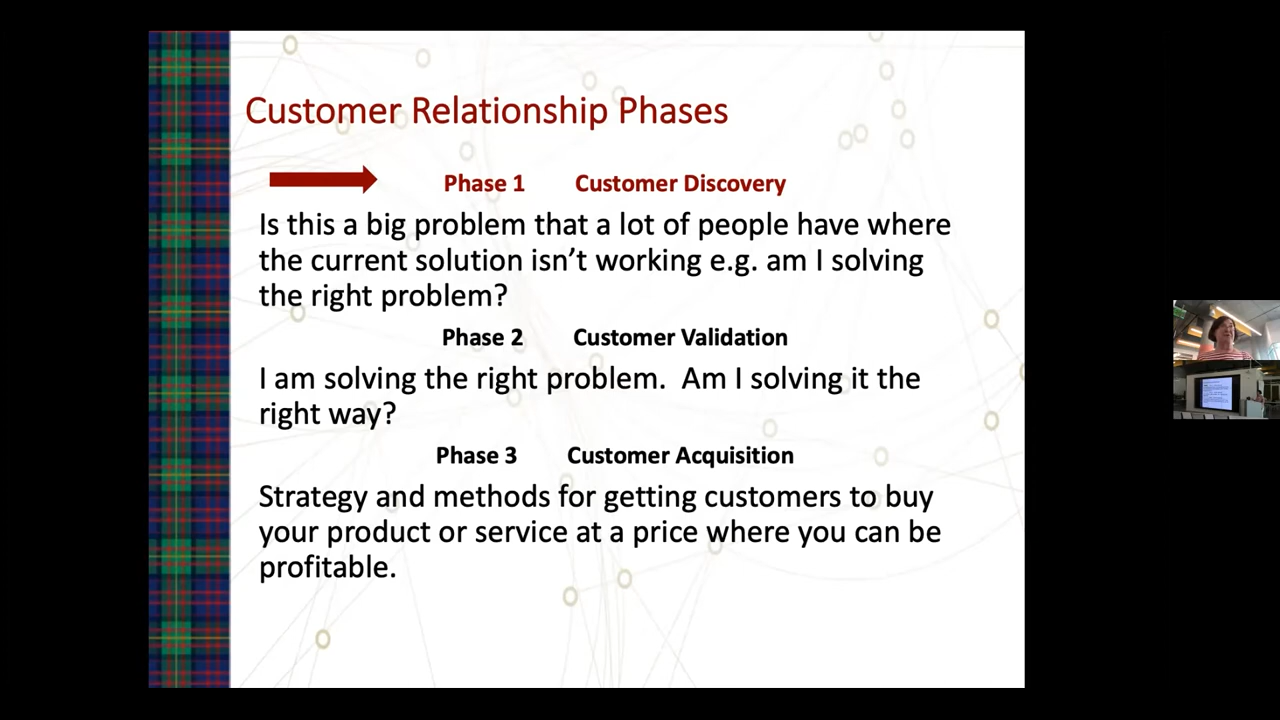 Customer Relationship Phases
Phase 1 Customer Discovery
Is this a big problem that a lot of people have where
the current solution isn’t working e.g. am I solving
the right problem?
Phase 2 Customer Validation
I am solving the right problem. Am I solving it the
right way?
Phase 3 Customer Acquisition
Strategy and methods for getting customers to buy
your product or service at a price where you can be
profitable.